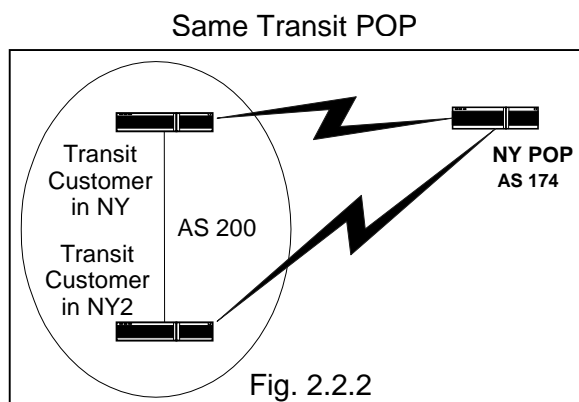 Same Transit POP
Transit
Customer
in NY
NY POP
AS 174
AS 200
Transit
Customer
in NY2
Fig. 2.2.2